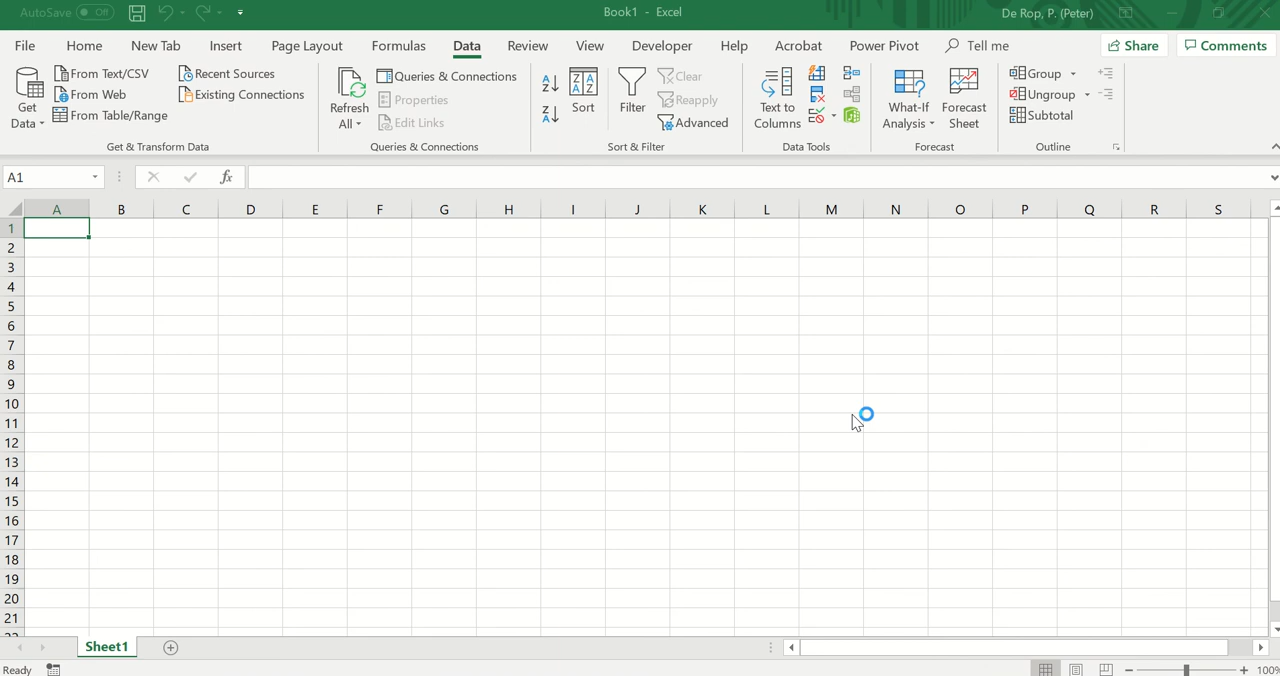 AutoSave Off Book1 - Excel De Rop, P. (Peter)
File Home New Tab Insert Page Layout Formulas Data Review View Developer Help Acrobat Power Pivot Tell me Share Comments
Get Data
From Text/CSV
From Web
From Table/Range
Recent Sources
Existing Connections
Get & Transform Data
Refresh All
Queries & Connections
Properties
Edit Links
Queries & Connections
Sort
Filter
Clear
Reapply
Advanced
Sort & Filter
Text to Columns
Data Tools
What-If Analysis
Forecast Sheet
Forecast
Group
Ungroup
Subtotal
Outline
A1 fx
A B C D E F G H I J K L M N O P Q R S
1
2
3
4
5
6
7
8
9
10
11
12
13
14
15
16
17
18
19
20
21
22
Sheet1
Ready 100%